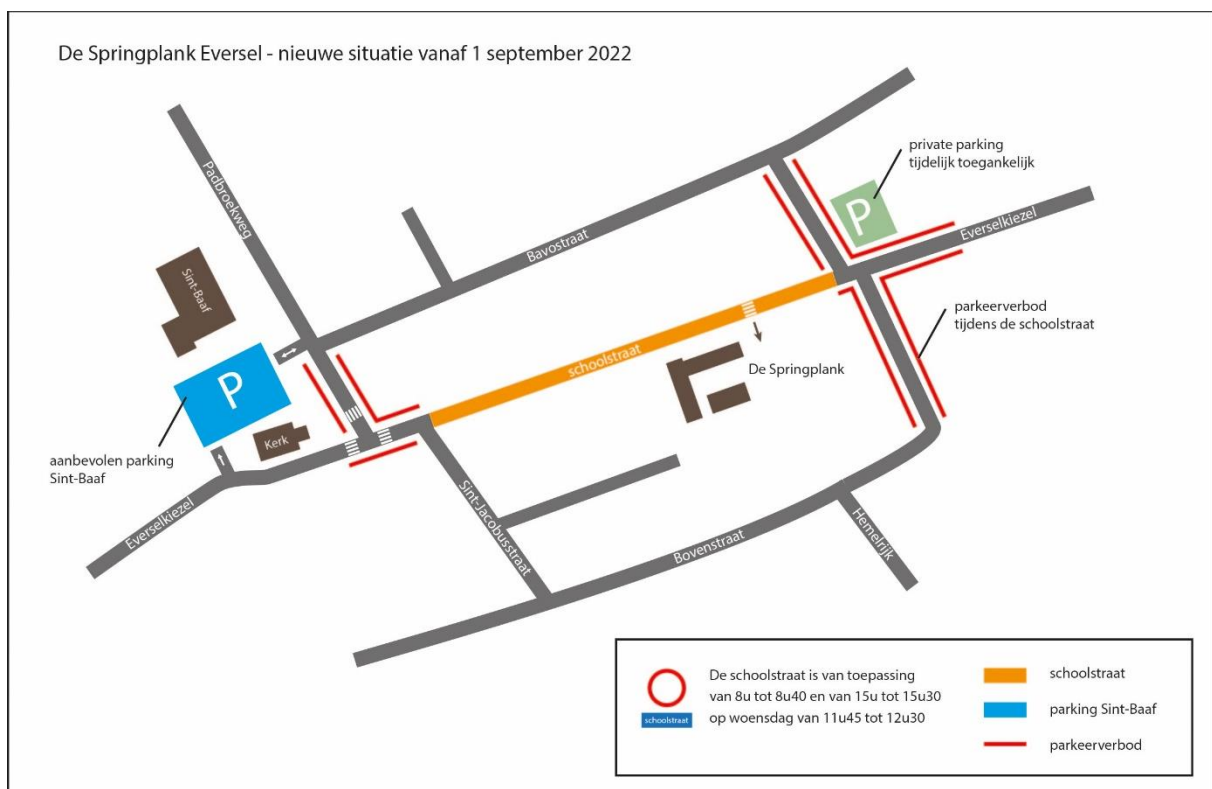 De Springplank Eversel - nieuwe situatie vanaf 1 september 2022
private parking
tijdelijk toegankelijk
P
Everselkiezel
Padbroekweg
Bavostraat
Sint-Baaf
parkeerverbod
tijdens de schoolstraat
schoolstraat
De Springplank
P
Kerk
aanbevolen parking
Sint-Baaf
Everselkiezel
Sint-Jacobusstraat
Bovenstraat
Hemelrijk
De schoolstraat is van toepassing
van 8u tot 8u40 en van 15u tot 15u30
op woensdag van 11u45 tot 12u30
schoolstraat
schoolstraat
parking Sint-Baaf
parkeerverbod